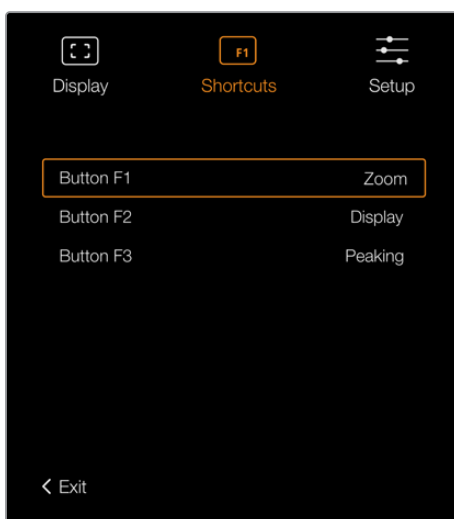 F1
Display Shortcuts Setup
Button F1 Zoom
Button F2 Display
Button F3 Peaking
Exit